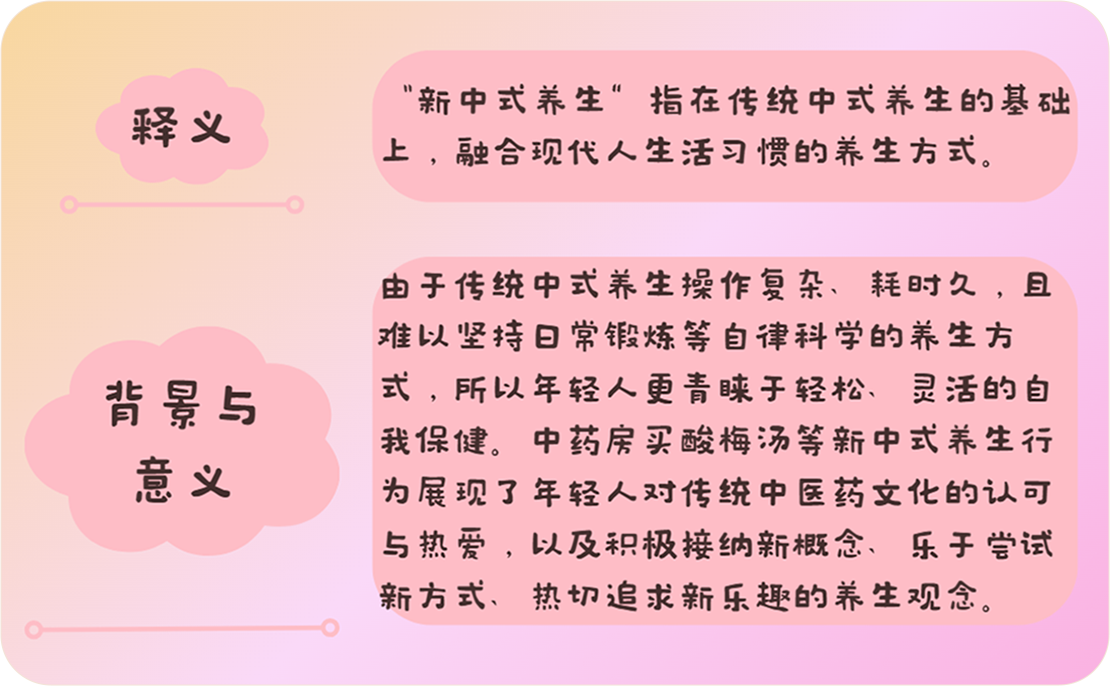 释义
“新中式养生“ 指在传统中式养生的基础
上，融合现代人生活习惯的养生方式。
背景与
意义
由于传统中式养生操作复杂、耗时久，且
难以坚持日常锻炼等自律科学的养生方
式，所以年轻人更青睐于轻松、灵活的自
我保健。中药房买酸梅汤等新中式养生行
为展现了年轻人对传统中医药文化的认可
与热爱，以及积极接纳新概念、乐于尝试
新方式、热切追求新乐趣的养生观念。